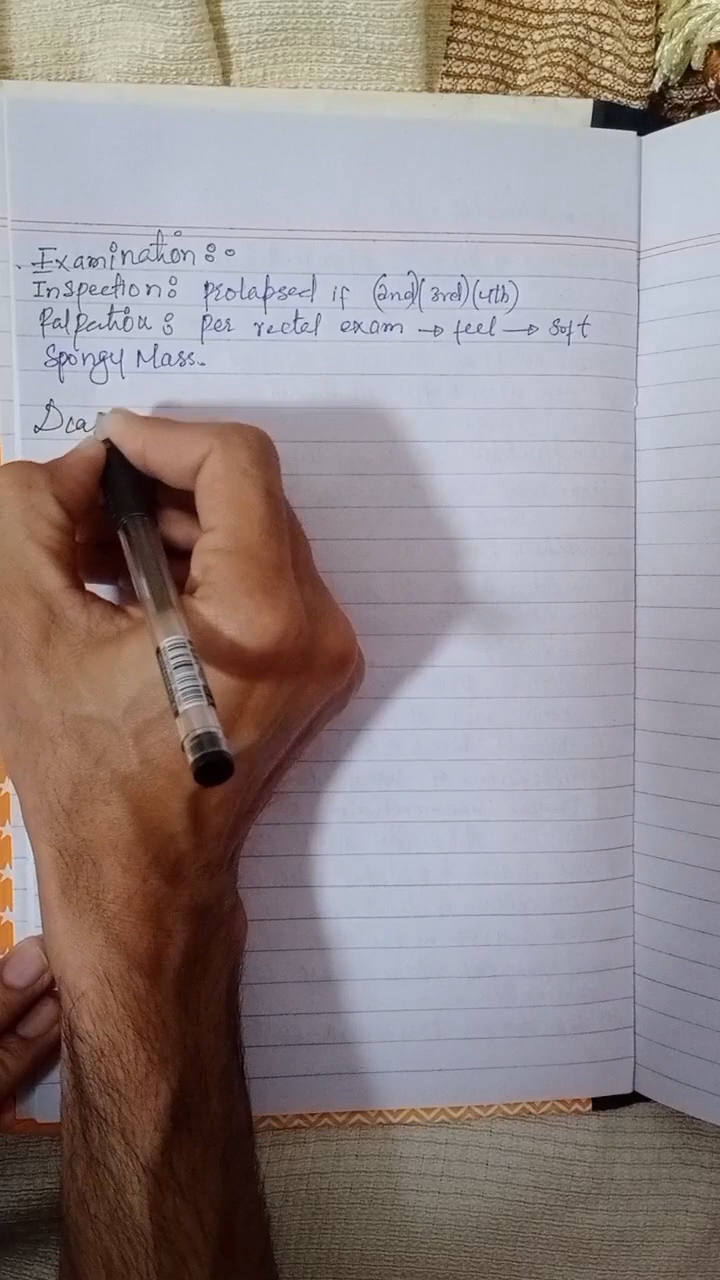 Examination:-
Inspection: prolapsed if (2nd)(3rd)(4th)
Palpation: per rectal exam → feel → soft
Spongy Mass.